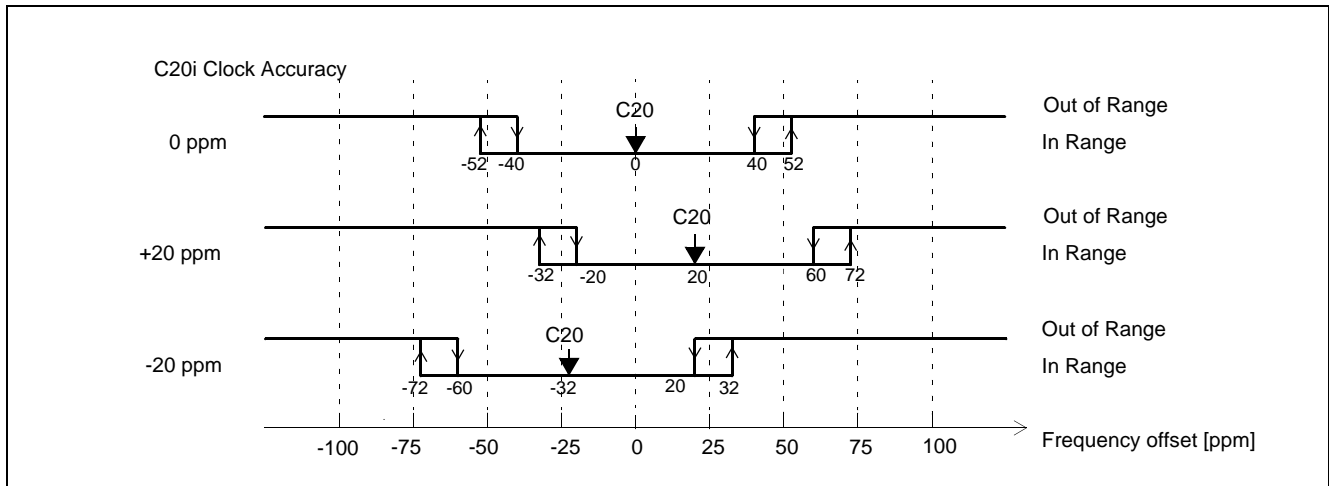 C20i Clock Accuracy
C20
Out of Range
0 ppm
In Range
-52 -40 0 40 52
C20
Out of Range
+20 ppm
In Range
-32 -20 20 60 72
C20
Out of Range
-20 ppm
In Range
-72 -60 -32 20 32
-100 -75 -50 -25 0 25 50 75 100
Frequency offset [ppm]